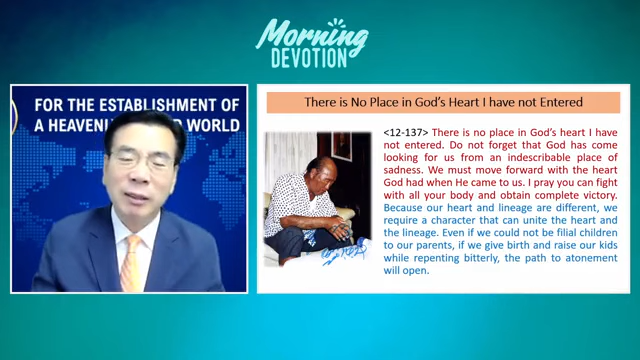 Morning
DEVOTION
FOR THE ESTABLISHMENT OF
A HEAVENL D WORLD
There is No Place in God's Heart I have not Entered
<12-137> There is no place in God's heart I have
not entered. Do not forget that God has come
looking for us from an indescribable place of
sadness. We must move forward with the heart
God had when He came to us. I pray you can fight
with all your body and obtain complete victory.
Because our heart and lineage are different, we
require a character that can unite the heart and
the lineage. Even if we could not be filial children
to our parents, if we give birth and raise our kids
while repenting bitterly, the path to atonement
will open.